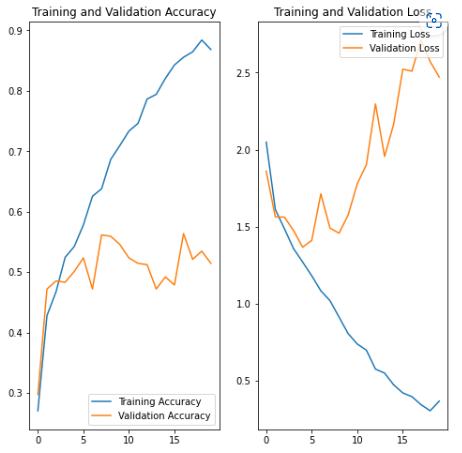 Training and Validation Accuracy
0.9
0.8
0.7
0.6
0.5
0.4
0.3
0 5 10 15
Training Accuracy
Validation Accuracy
Training and Validation Loss
2.5
2.0
1.5
1.0
0.5
0 5 10 15
Training Loss
Validation Loss